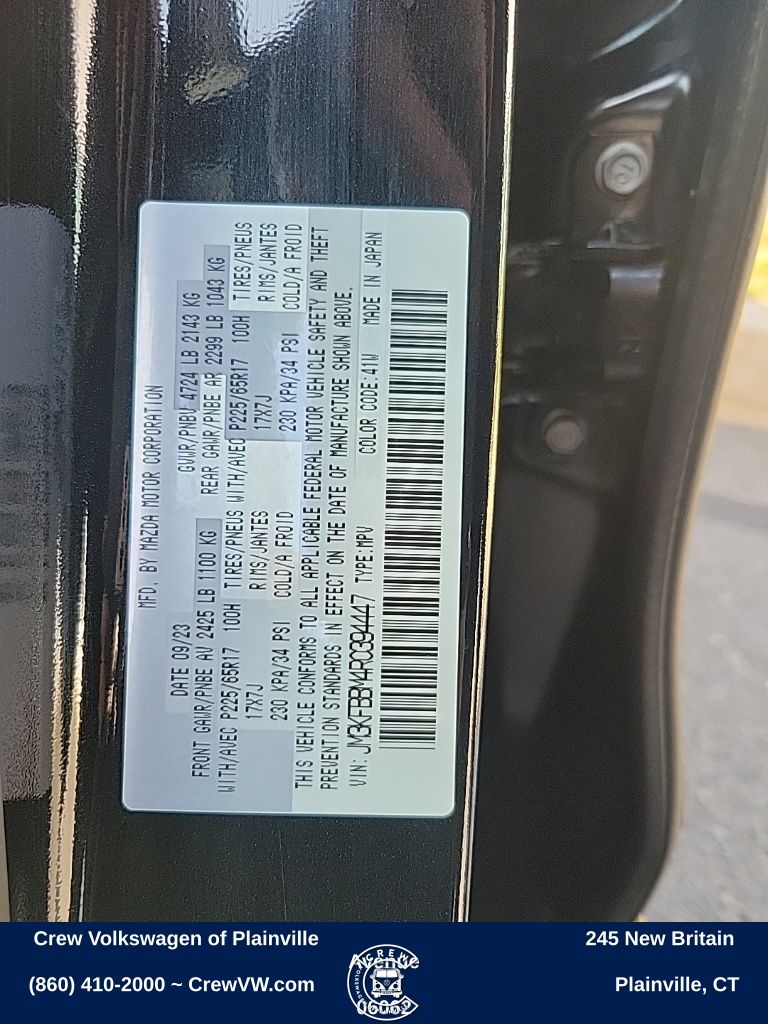 MFD. BY MAZDA MOTOR CORPORATION
DATE 09/23 GVWR/PNBV 4724 LB 2143 KG
FRONT GAWR/PNBE AV 2425 LB 1100 KG REAR GAWR/PNBE AR 2299 LB 1043 KG
WITH/AVEC P225/65R17 100H TIRES/PNEUS WITH/AVEC P225/65R17 100H TIRES/PNEUS
17X7J RIMS/JANTES 17X7J RIMS/JANTES
230 KPA/34 PSI COLD/A FROID 230 KPA/34 PSI COLD/A FROID
THIS VEHICLE CONFORMS TO ALL APPLICABLE FEDERAL MOTOR VEHICLE SAFETY AND THEFT
PREVENTION STANDARDS IN EFFECT ON THE DATE OF MANUFACTURE SHOWN ABOVE.
VIN: JM3KFBBM4R0394447 TYPE:MPV COLOR CODE:41W MADE IN JAPAN
Crew Volkswagen of Plainville
(860) 410-2000 ~ CrewVW.com
245 New Britain
Avenue
Plainville, CT
06062
CREW
VOLKSWAGEN